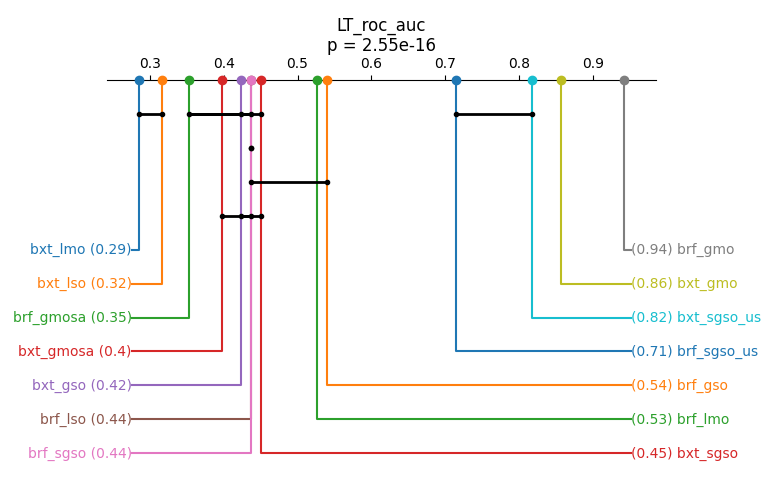 LT_roc_auc
p = 2.55e-16
0.3 0.4 0.5 0.6 0.7 0.8 0.9
bxt_lmo (0.29) (0.94) brf_gmo
bxt_lso (0.32) (0.86) bxt_gmo
brf_gmosa (0.35) (0.82) bxt_sgso_us
bxt_gmosa (0.4) (0.71) brf_sgso_us
bxt_gso (0.42) (0.54) brf_gso
brf_lso (0.44) (0.53) brf_lmo
brf_sgso (0.44) (0.45) bxt_sgso